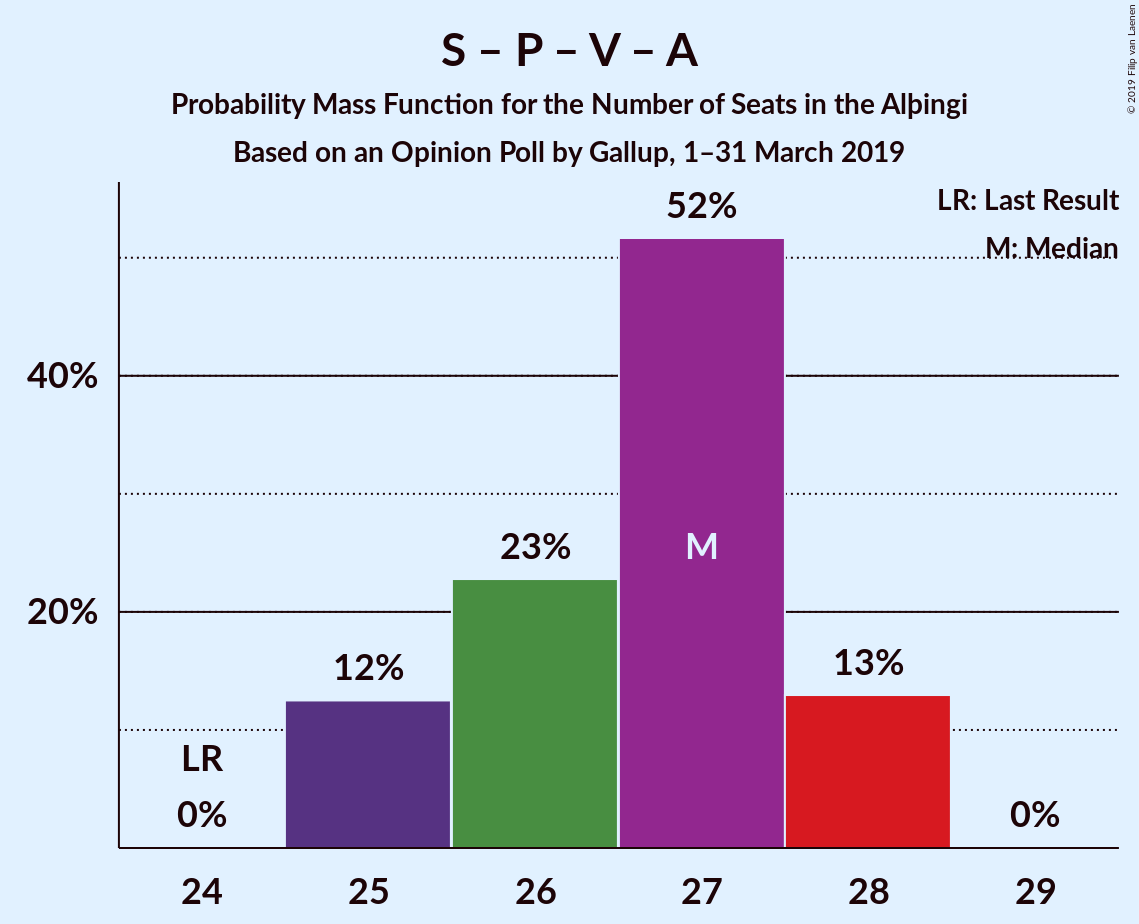 S – P – V – A
Probability Mass Function for the Number of Seats in the Alþingi
Based on an Opinion Poll by Gallup, 1–31 March 2019
© 2019 Filip van Laenen
LR: Last Result
M: Median
52%
40%
23%
M
20%
12%
13%
LR
0%
0%
24 25 26 27 28 29